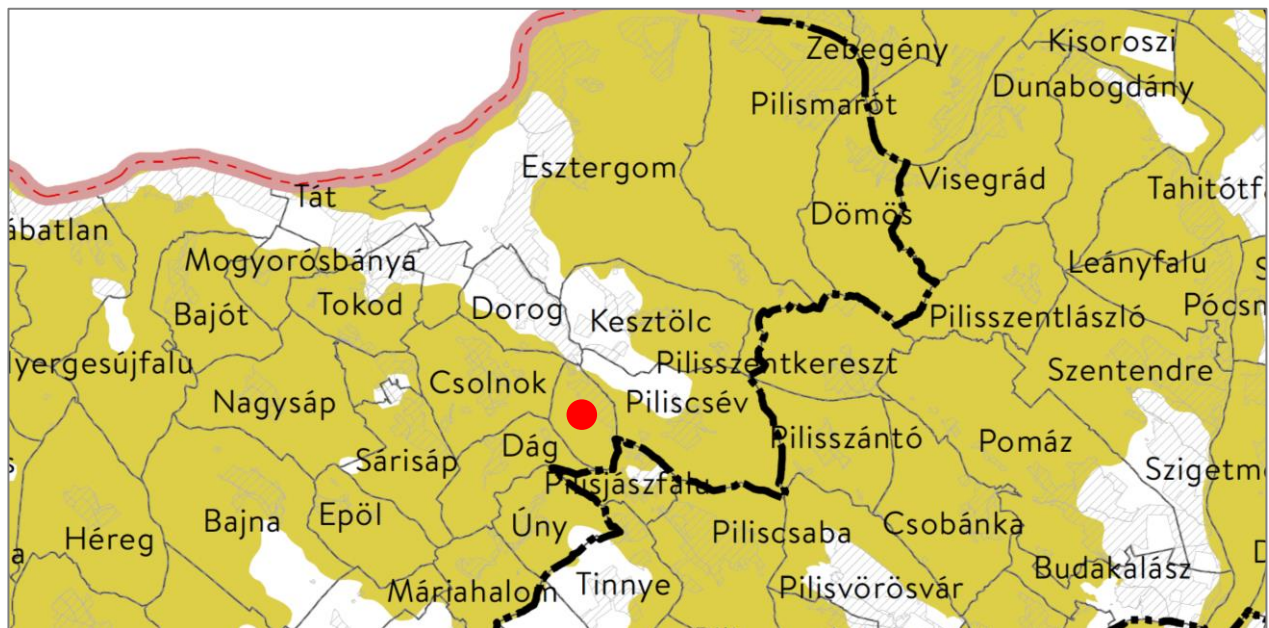 Zebegény
Kisoroszi
Dunabogdány
Pilismarót
Esztergom
Visegrád
Tahitótfa
Tát
Dömös
ábatlan
Mogyorósbánya
Leányfalu
S
Bajót
Tokod
Dorog
Kesztölc
Pilisszentlászló
Pócsm
lyergesújfalu
Pilisszentkereszt
Szentendre
Csolnok
Nagysáp
Piliscsév
Dág
Pilisszántó
Pomáz
Sárisáp
s
Szigetmo
Pilisjászfalu
Bajna
Epöl
Úny
Piliscsaba
Csobánka
a
Héreg
D
Budakalász
Máriahalom
Tinnye
Pilisvörösvár